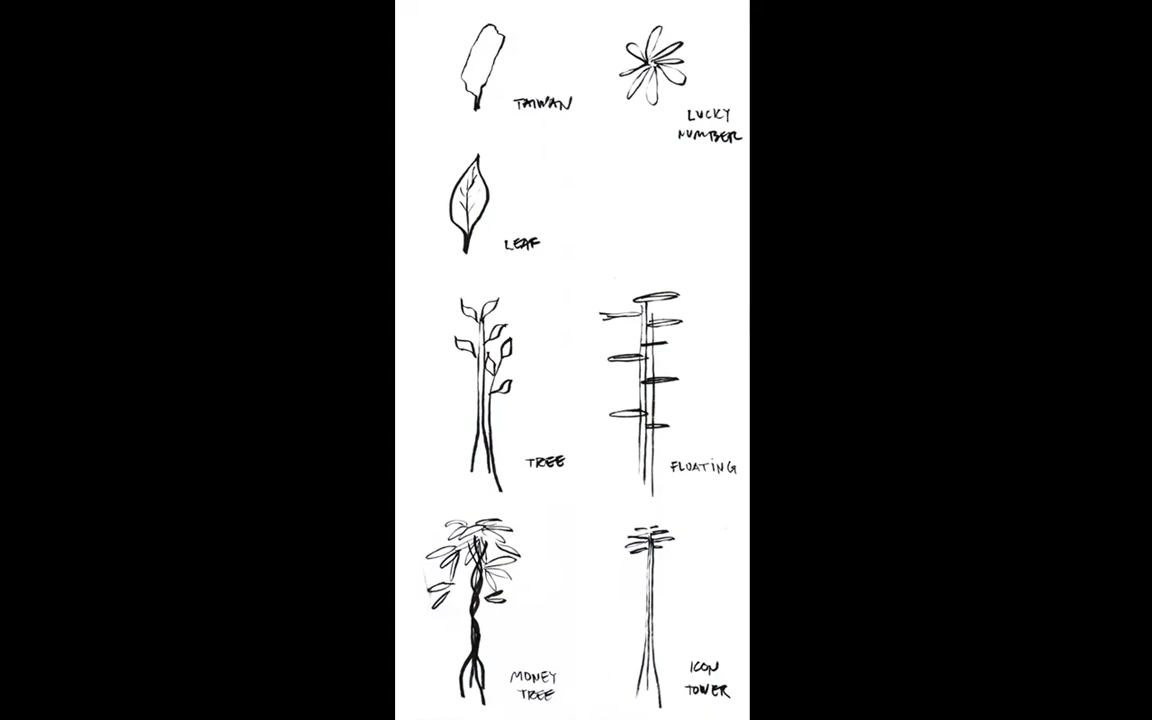 TAIWAN
LUCKY
NUMBER
LEAF
TREE
FLOATING
MONEY
TREE
ICON
TOWER